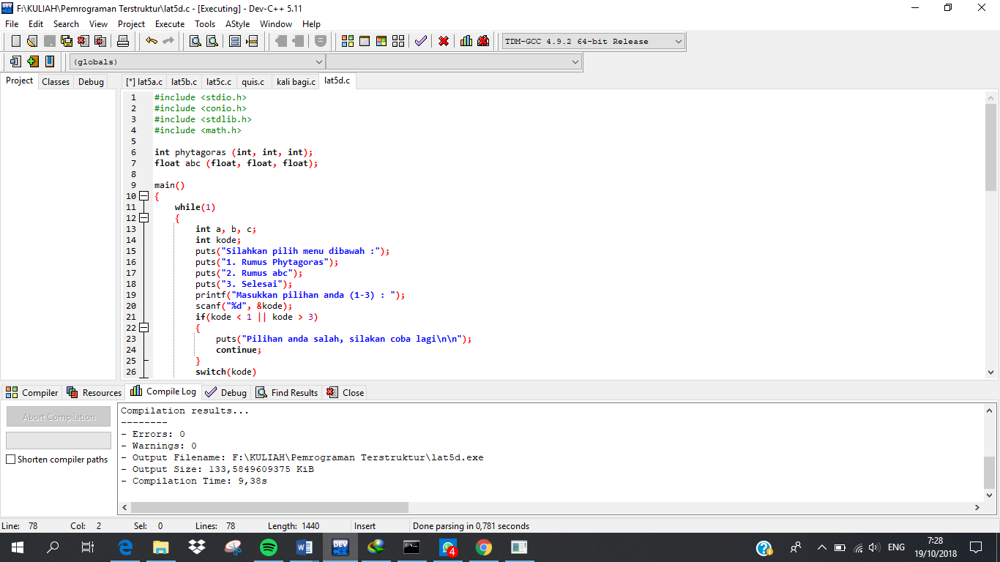 F:\KULIAH\Pemrograman Terstruktur\lat5d.c - [Executing] - Dev-C++ 5.11
File Edit Search View Project Execute Tools AStyle Window Help
TDM-GCC 4.9.2 64-bit Release
(globals)
Project Classes Debug [*] lat5a.c lat5b.c lat5c.c quis.c kali bagi.c lat5d.c
1 #include <stdio.h>
2 #include <conio.h>
3 #include <stdlib.h>
4 #include <math.h>
5
6 int phytagoras (int, int, int);
7 float abc (float, float, float);
8
9 main()
10 {
11 while(1)
12 {
13 int a, b, c;
14 int kode;
15 puts("Silahkan pilih menu dibawah :");
16 puts("1. Rumus Phytagoras");
17 puts("2. Rumus abc");
18 puts("3. Selesai");
19 printf("Masukkan pilihan anda (1-3) : ");
20 scanf("%d", &kode);
21 if(kode < 1 || kode > 3)
22 {
23 puts("Pilihan anda salah, silakan coba lagi\n\n");
24 continue;
25 }
26 switch(kode)
Compiler Resources Compile Log Debug Find Results Close
Abort Compilation
Shorten compiler paths
Compilation results...
--------
- Errors: 0
- Warnings: 0
- Output Filename: F:\KULIAH\Pemrograman Terstruktur\lat5d.exe
- Output Size: 133,5849609375 KiB
- Compilation Time: 9,38s
Line: 78 Col: 2 Sel: 0 Lines: 78 Length: 1440 Insert Done parsing in 0,781 seconds
DEV
4
ENG
7:28
19/10/2018